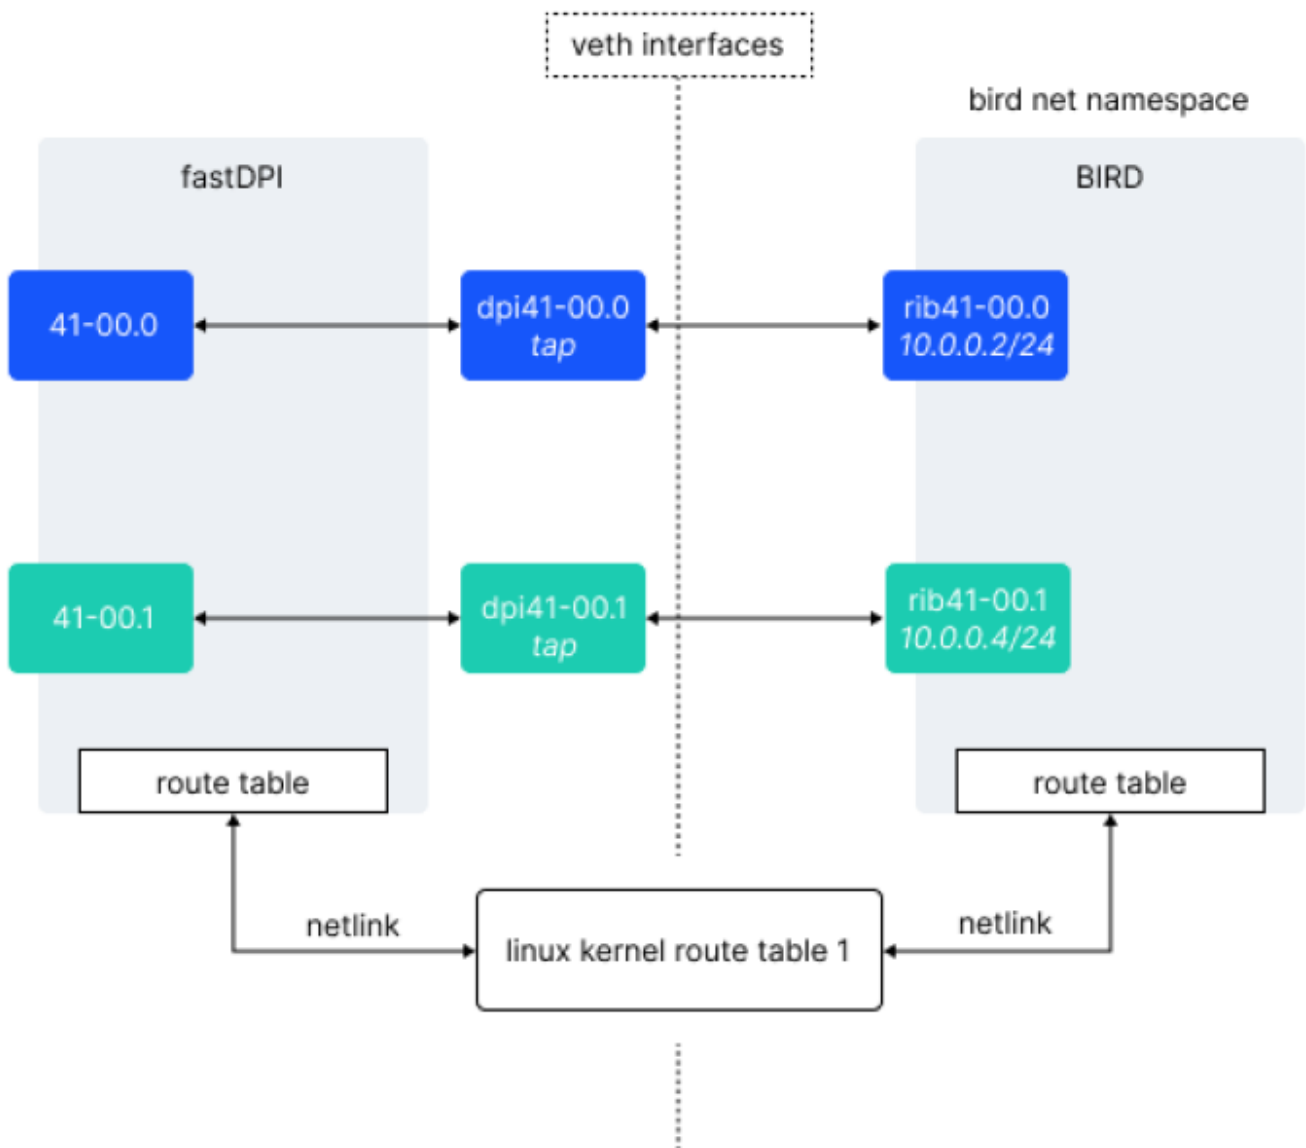 veth interfaces
bird net namespace
fastDPI
BIRD
41-00.0
dpi41-00.0
tap
rib41-00.0
10.0.0.2/24
41-00.1
dpi41-00.1
tap
rib41-00.1
10.0.0.4/24
route table
route table
netlink
netlink
linux kernel route table 1